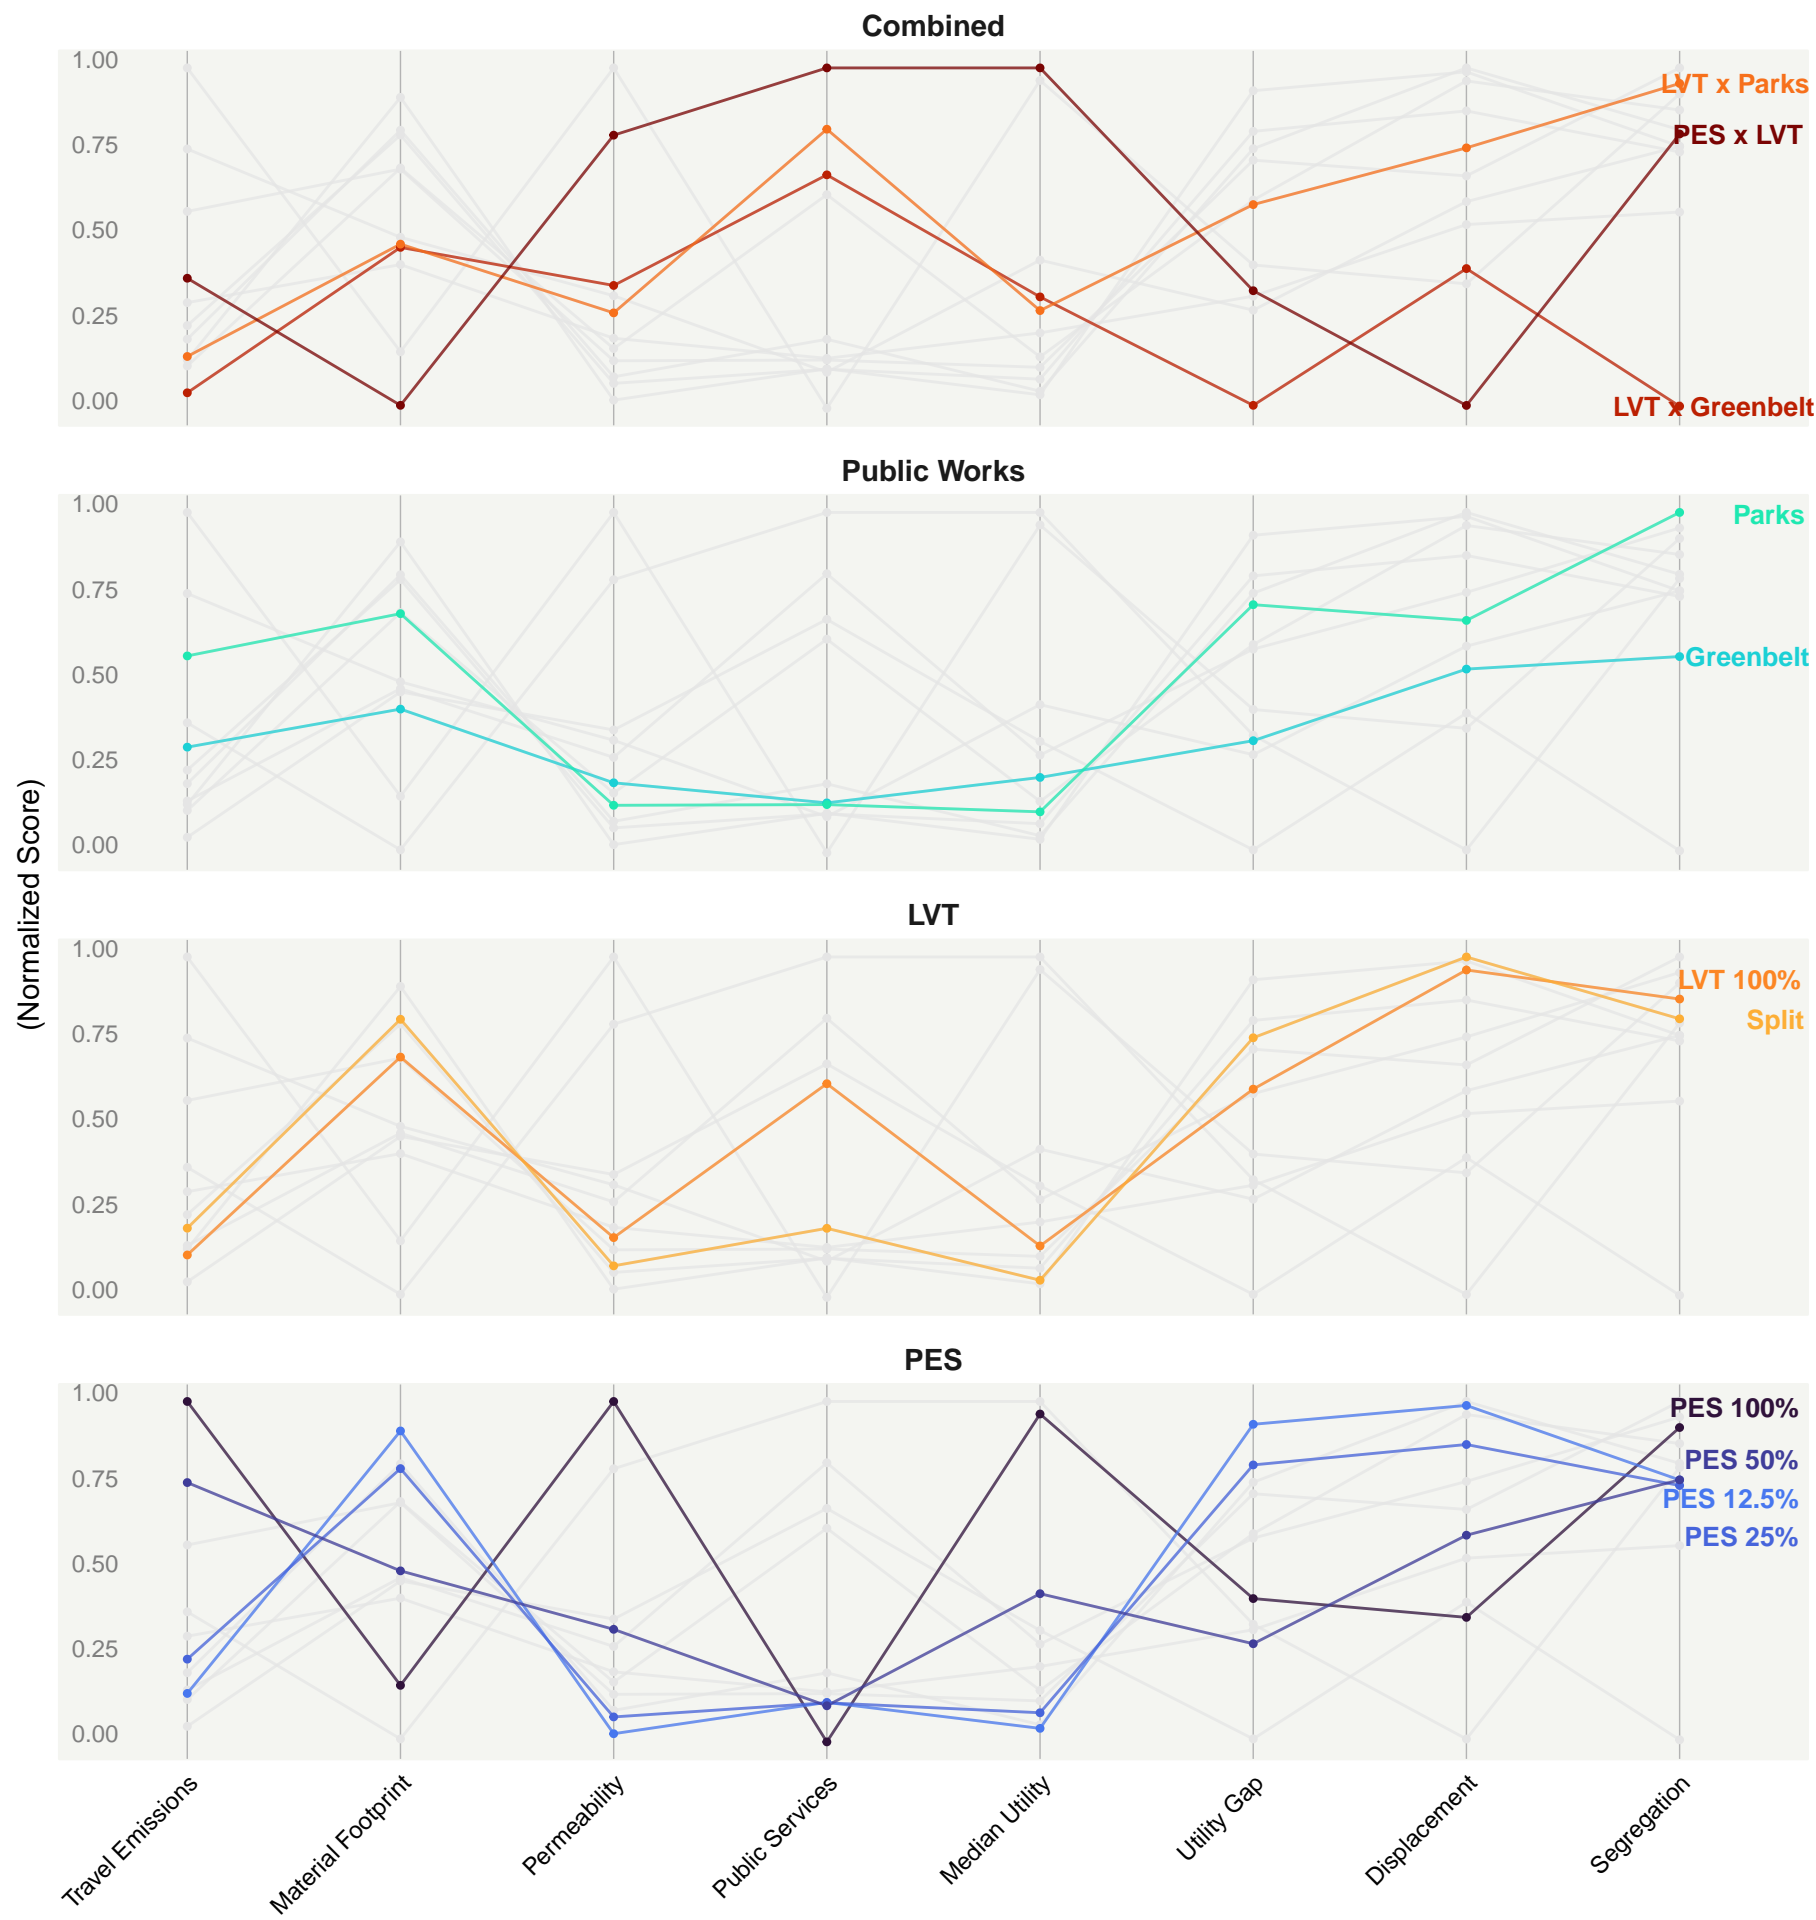 Combined
1.00
0.75
0.50
0.25
0.00
LVT x Parks
PES x LVT
LVT x Greenbelt
Public Works
1.00
0.75
0.50
0.25
0.00
Parks
Greenbelt
(Normalized Score)
LVT
1.00
0.75
0.50
0.25
0.00
LVT 100%
Split
PES
1.00
0.75
0.50
0.25
0.00
PES 100%
PES 50%
PES 12.5%
PES 25%
Travel Emissions
Material Footprint
Permeability
Public Services
Median Utility
Utility Gap
Displacement
Segregation